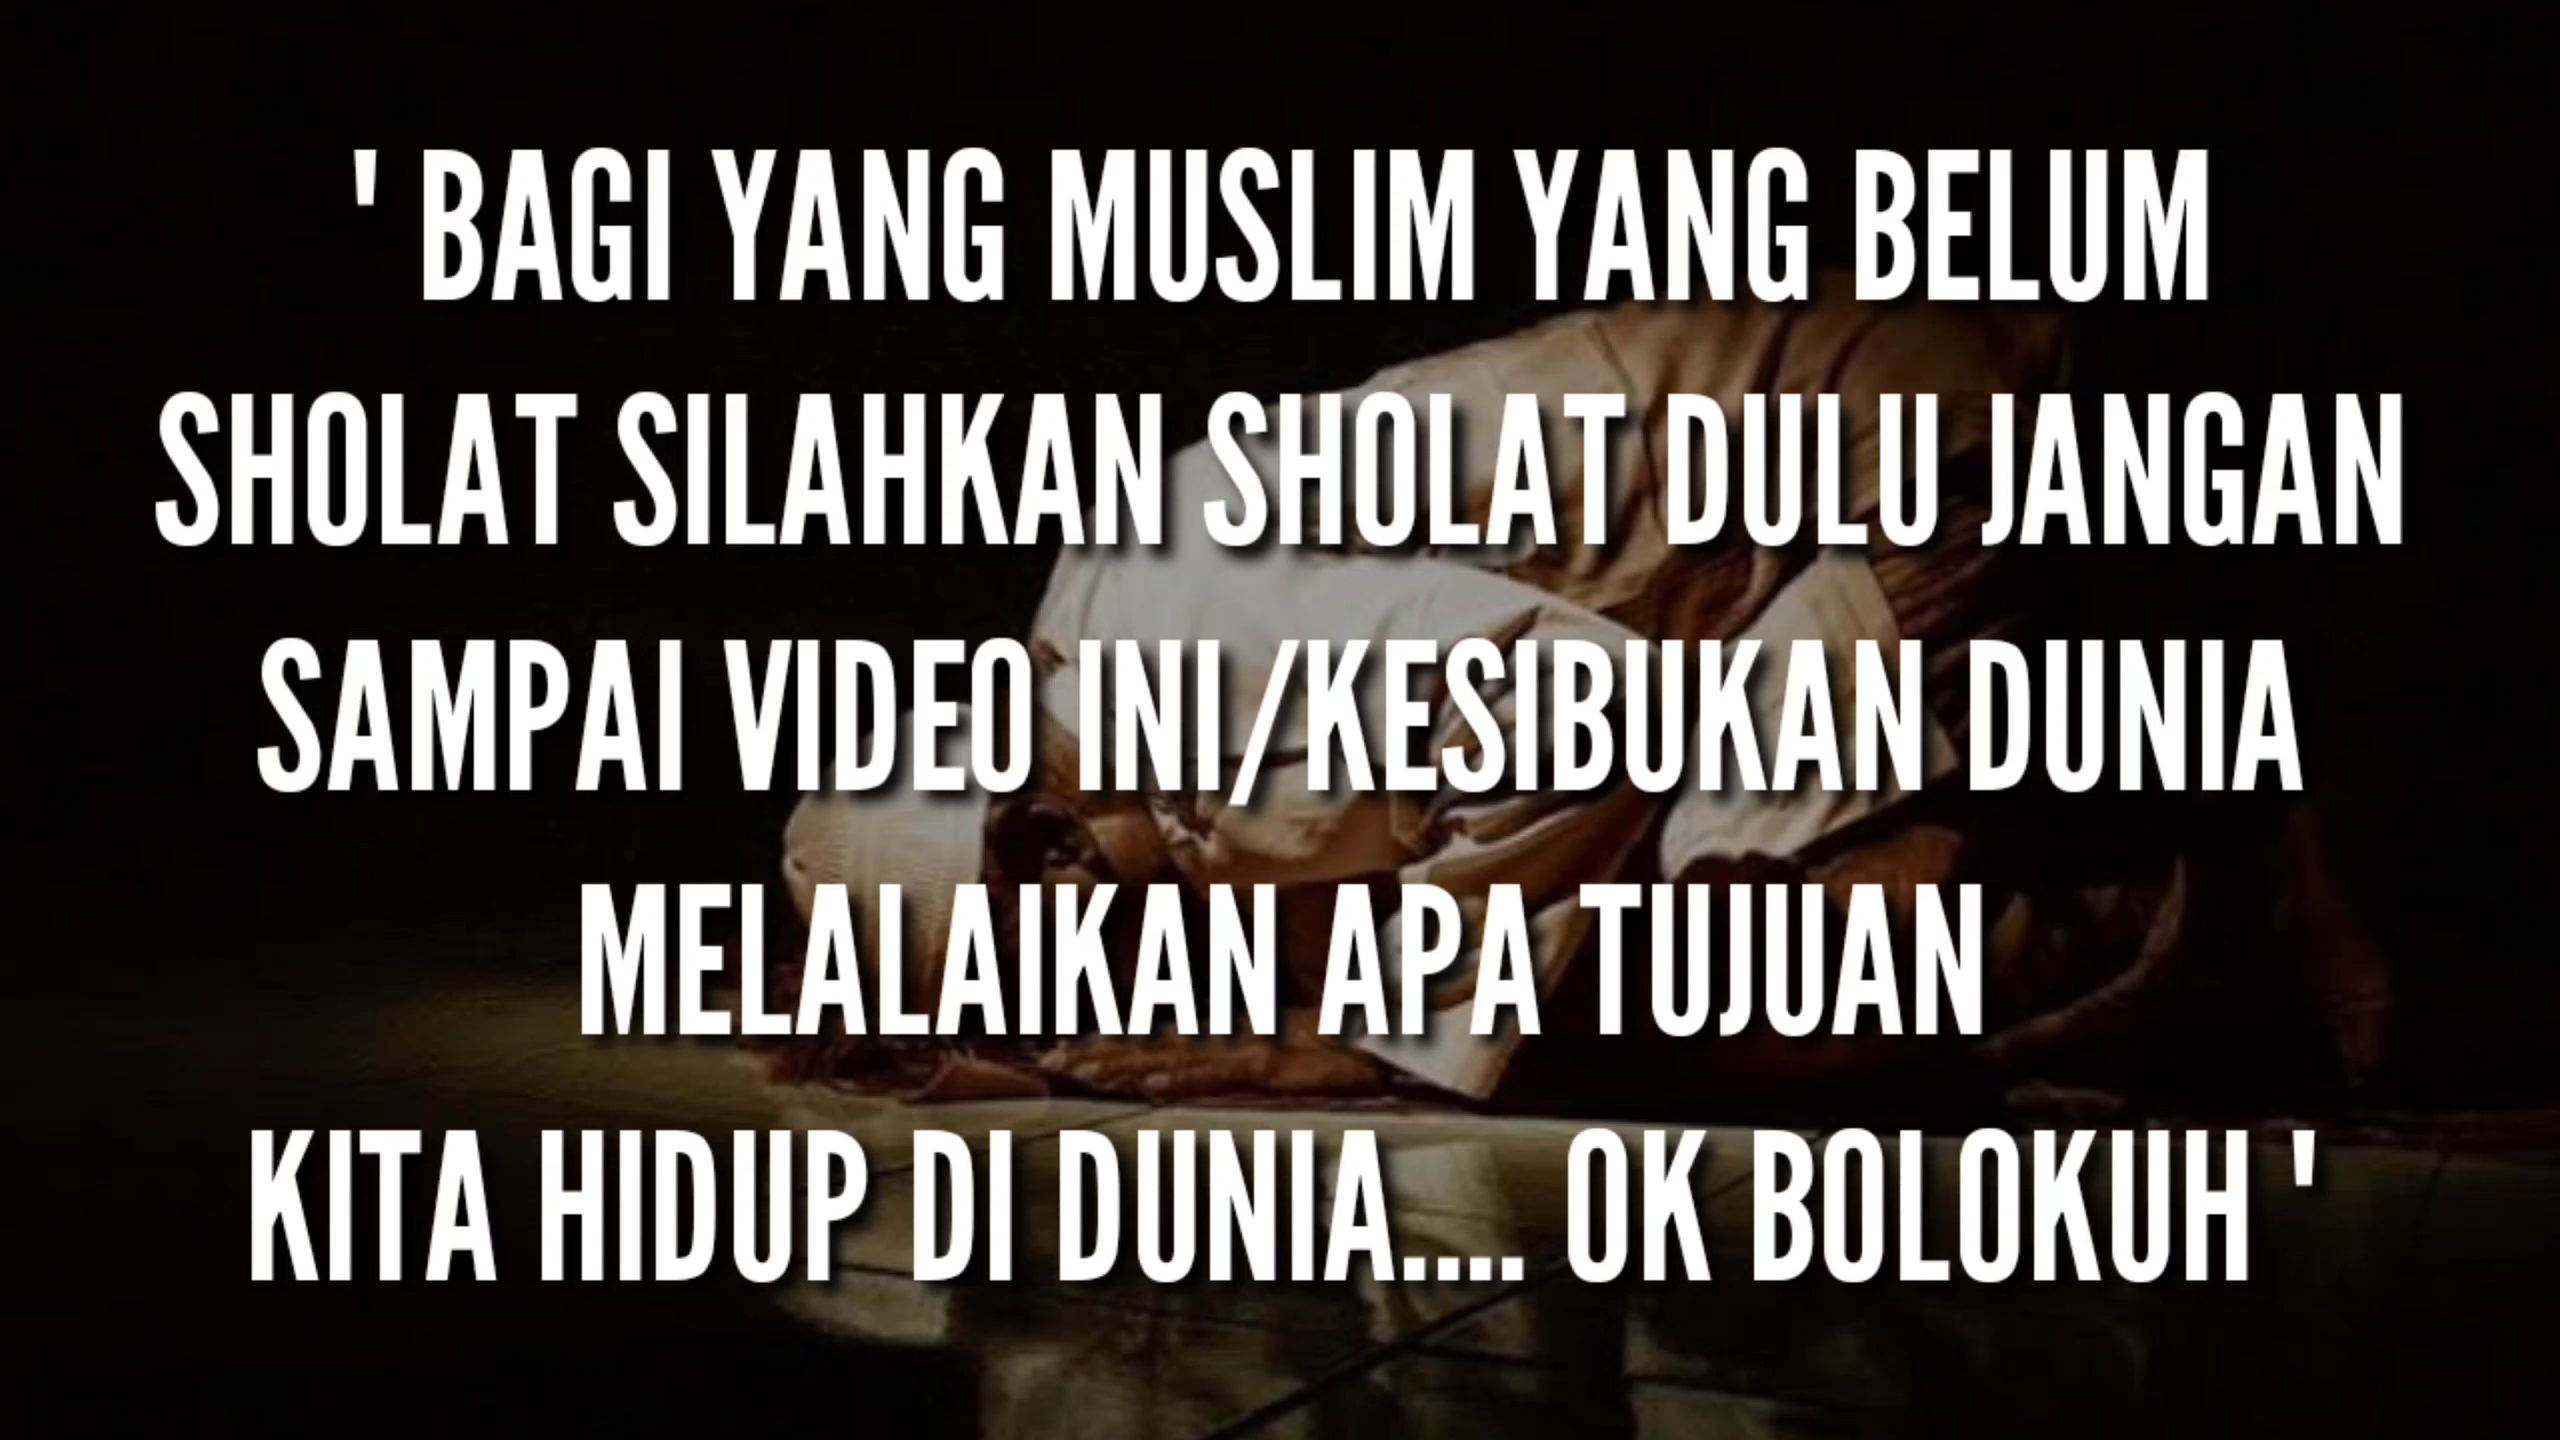 ' BAGI YANG MUSLIM YANG BELUM
SHOLAT SILAHKAN SHOLAT DULU JANGAN
SAMPAI VIDEO INI/KESIBUKAN DUNIA
MELALAIKAN APA TUJUAN
KITA HIDUP DI DUNIA.... OK BOLOKUH '